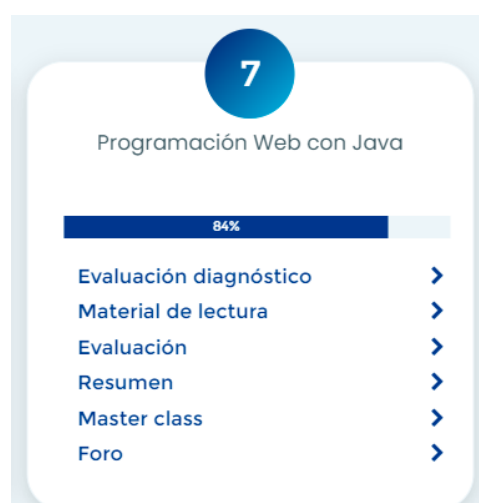 7
Programación Web con Java
84%
Evaluación diagnóstico
Material de lectura
Evaluación
Resumen
Master class
Foro